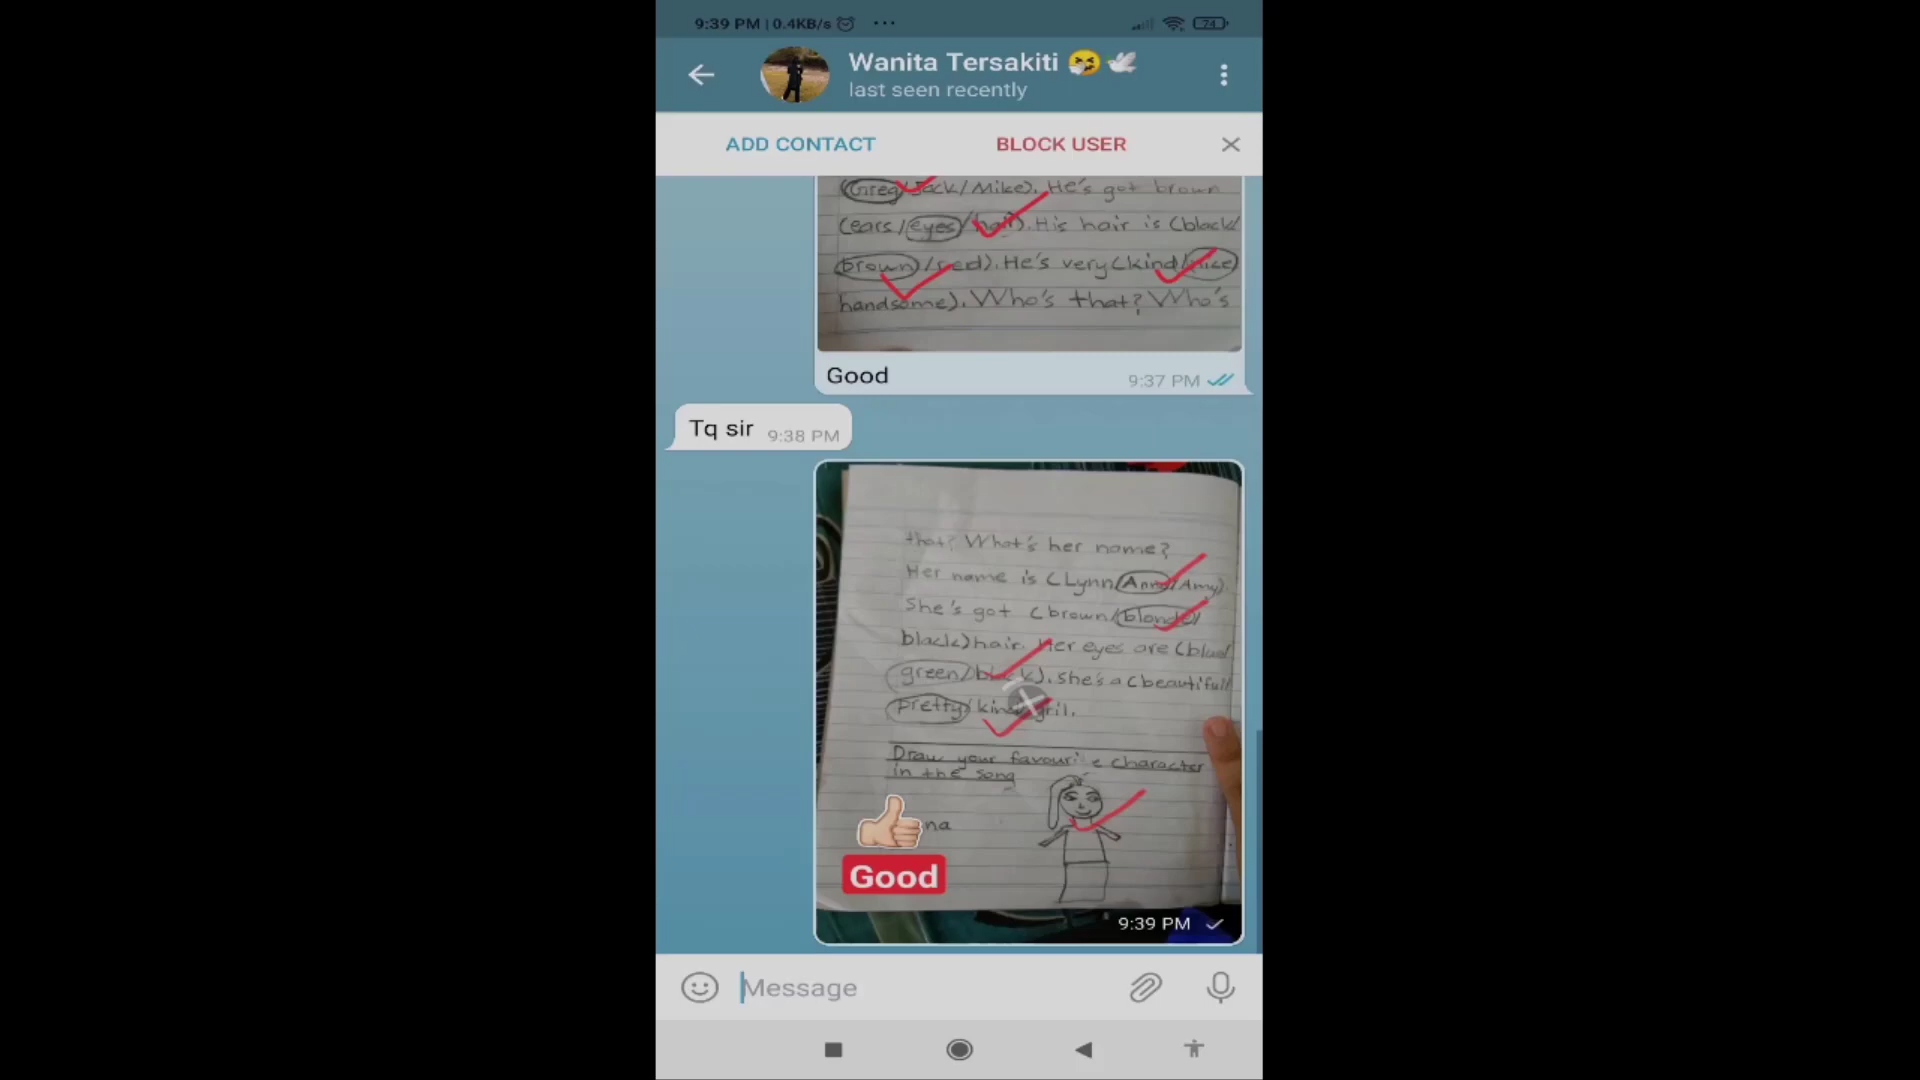 9:39 PM | 0.4KB/s ...
74
Wanita Tersakiti
last seen recently
ADD CONTACT BLOCK USER
(Greg/Jack/Mike). He's got brown
(ears/eyes/hair). His hair is (black/
brown/red). He's very (kind/nice/
handsome). Who's that? Who's
Good 9:37 PM
Tq sir 9:38 PM
that? What's her name?
Her name is (Lynn/Anna/Amy).
She's got (brown/blonde/
black) hair. Her eyes are (blue/
green/black). She's a (beautiful/
pretty/kind) gril.
Draw your favourite character
in the song
na
Good
9:39 PM
Message